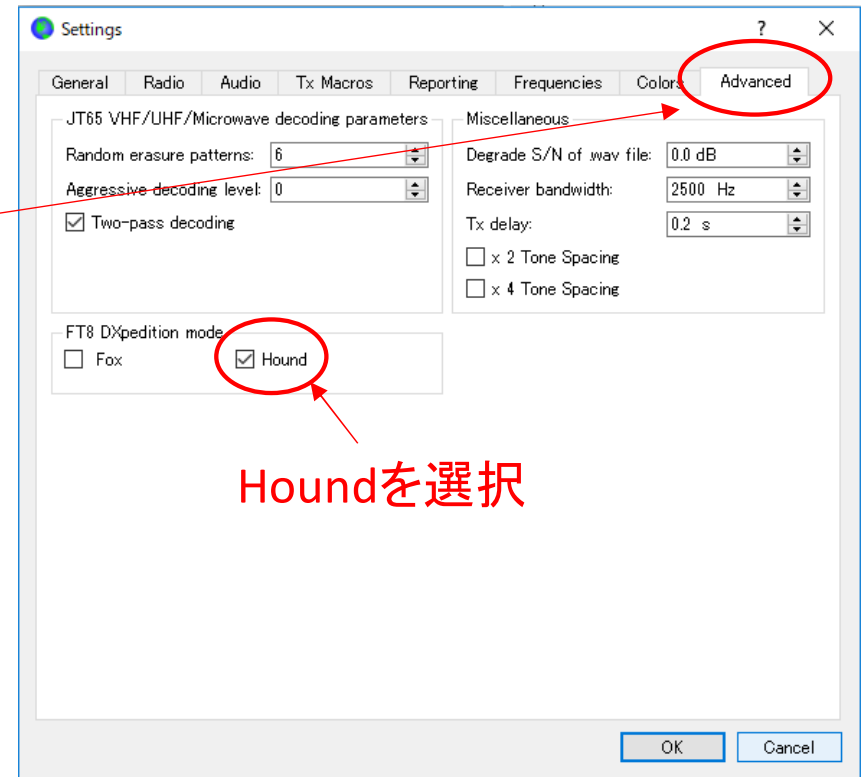 Settings
?
General Radio Audio Tx Macros Reporting Frequencies Colors Advanced
JT65 VHF/UHF/Microwave decoding parameters
Random erasure patterns: 6
Aggressive decoding level: 0
Two-pass decoding
Miscellaneous
Degrade S/N of .wav file: 0.0 dB
Receiver bandwidth: 2500 Hz
Tx delay: 0.2 s
x 2 Tone Spacing
x 4 Tone Spacing
FT8 DXpedition mode
Fox Hound
Houndを選択
OK Cancel